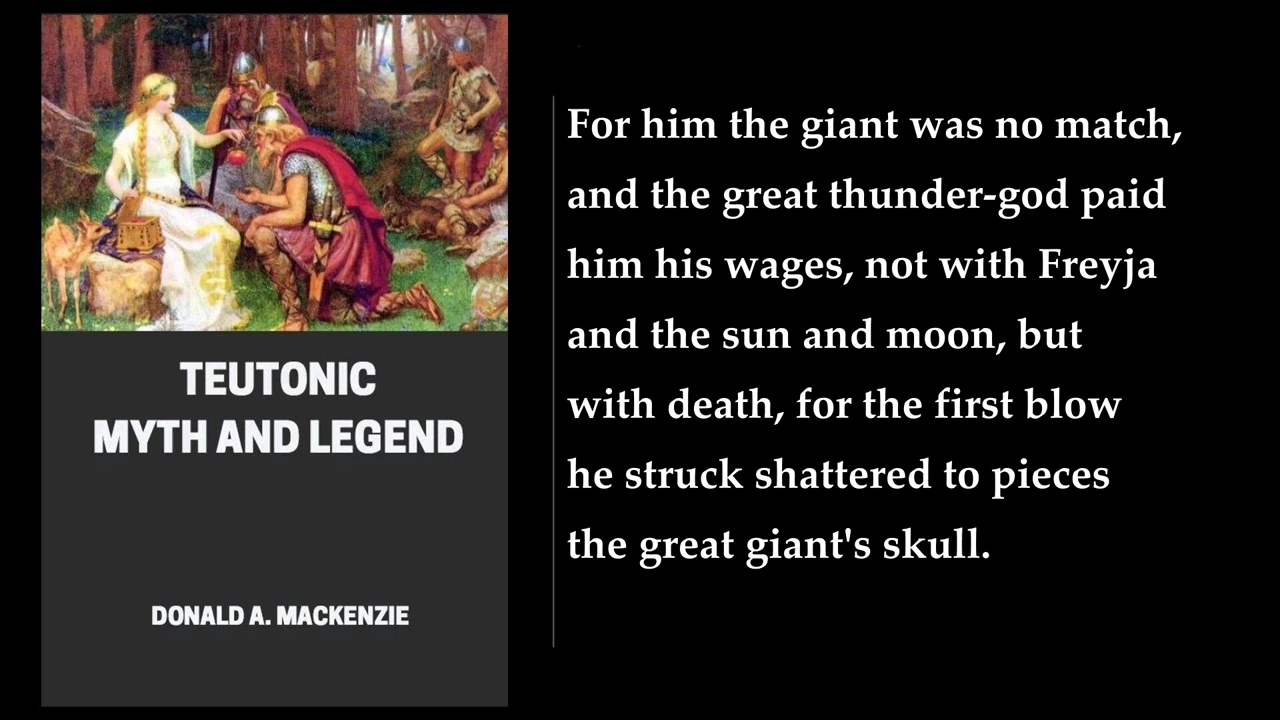 TEUTONIC
MYTH AND LEGEND
DONALD A. MACKENZIE
For him the giant was no match,
and the great thunder-god paid
him his wages, not with Freyja
and the sun and moon, but
with death, for the first blow
he struck shattered to pieces
the great giant's skull.